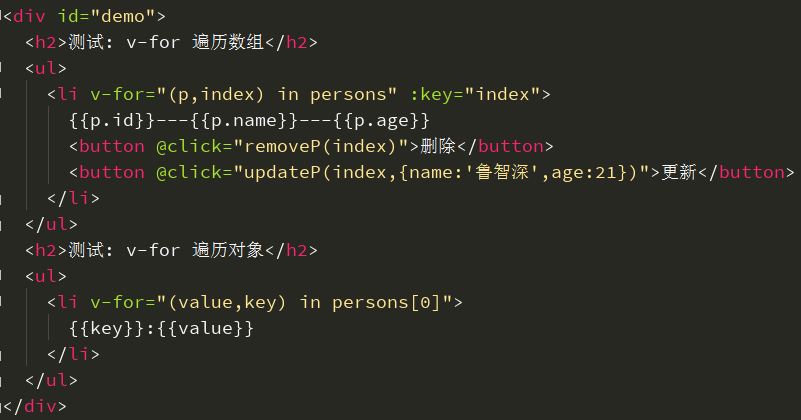 <div id="demo">
<h2>测试: v-for 遍历数组</h2>
<ul>
<li v-for="(p,index) in persons" :key="index">
{{p.id}}---{{p.name}}---{{p.age}}
<button @click="removeP(index)">删除</button>
<button @click="updateP(index,{name:'鲁智深',age:21})">更新</button>
</li>
</ul>
<h2>测试: v-for 遍历对象</h2>
<ul>
<li v-for="(value,key) in persons[0]">
{{key}}:{{value}}
</li>
</ul>
</div>